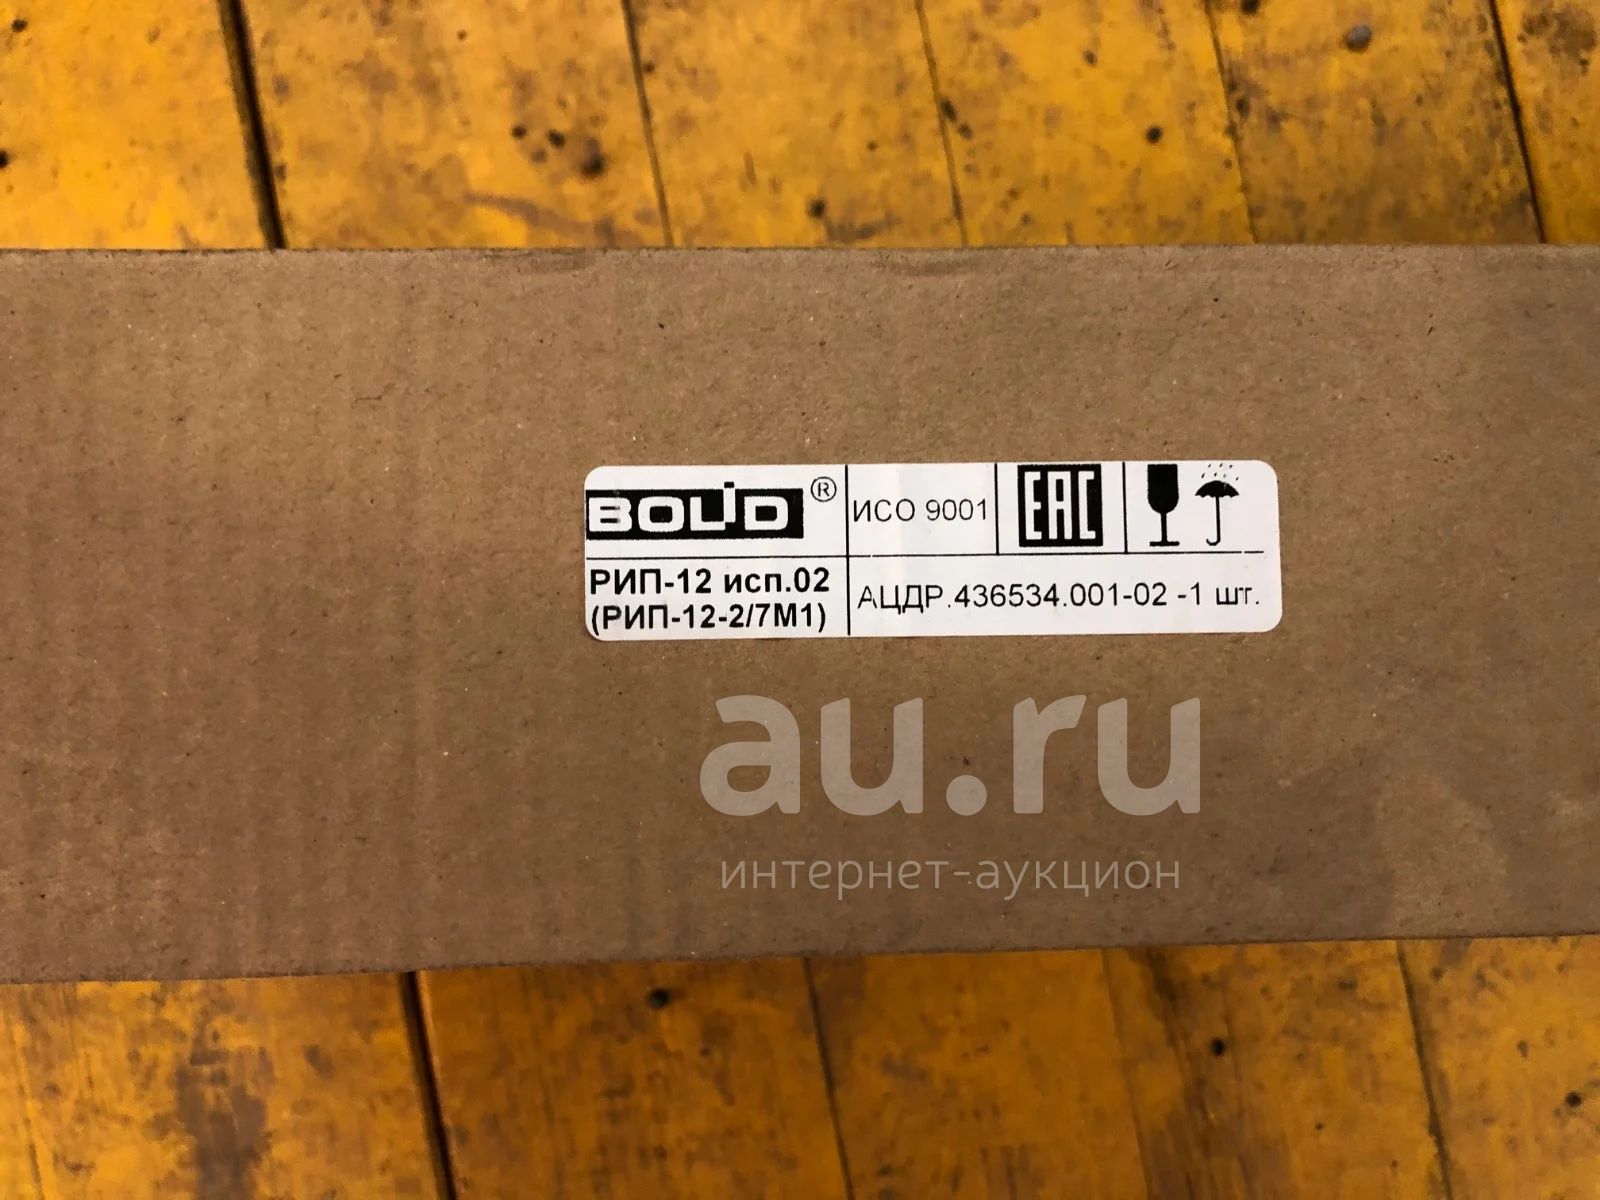 BOLID ® ИСО 9001 EAC
РИП-12 исп.02
(РИП-12-2/7М1)
АЦДР.436534.001-02 -1 шт.
au.ru
интернет-аукцион